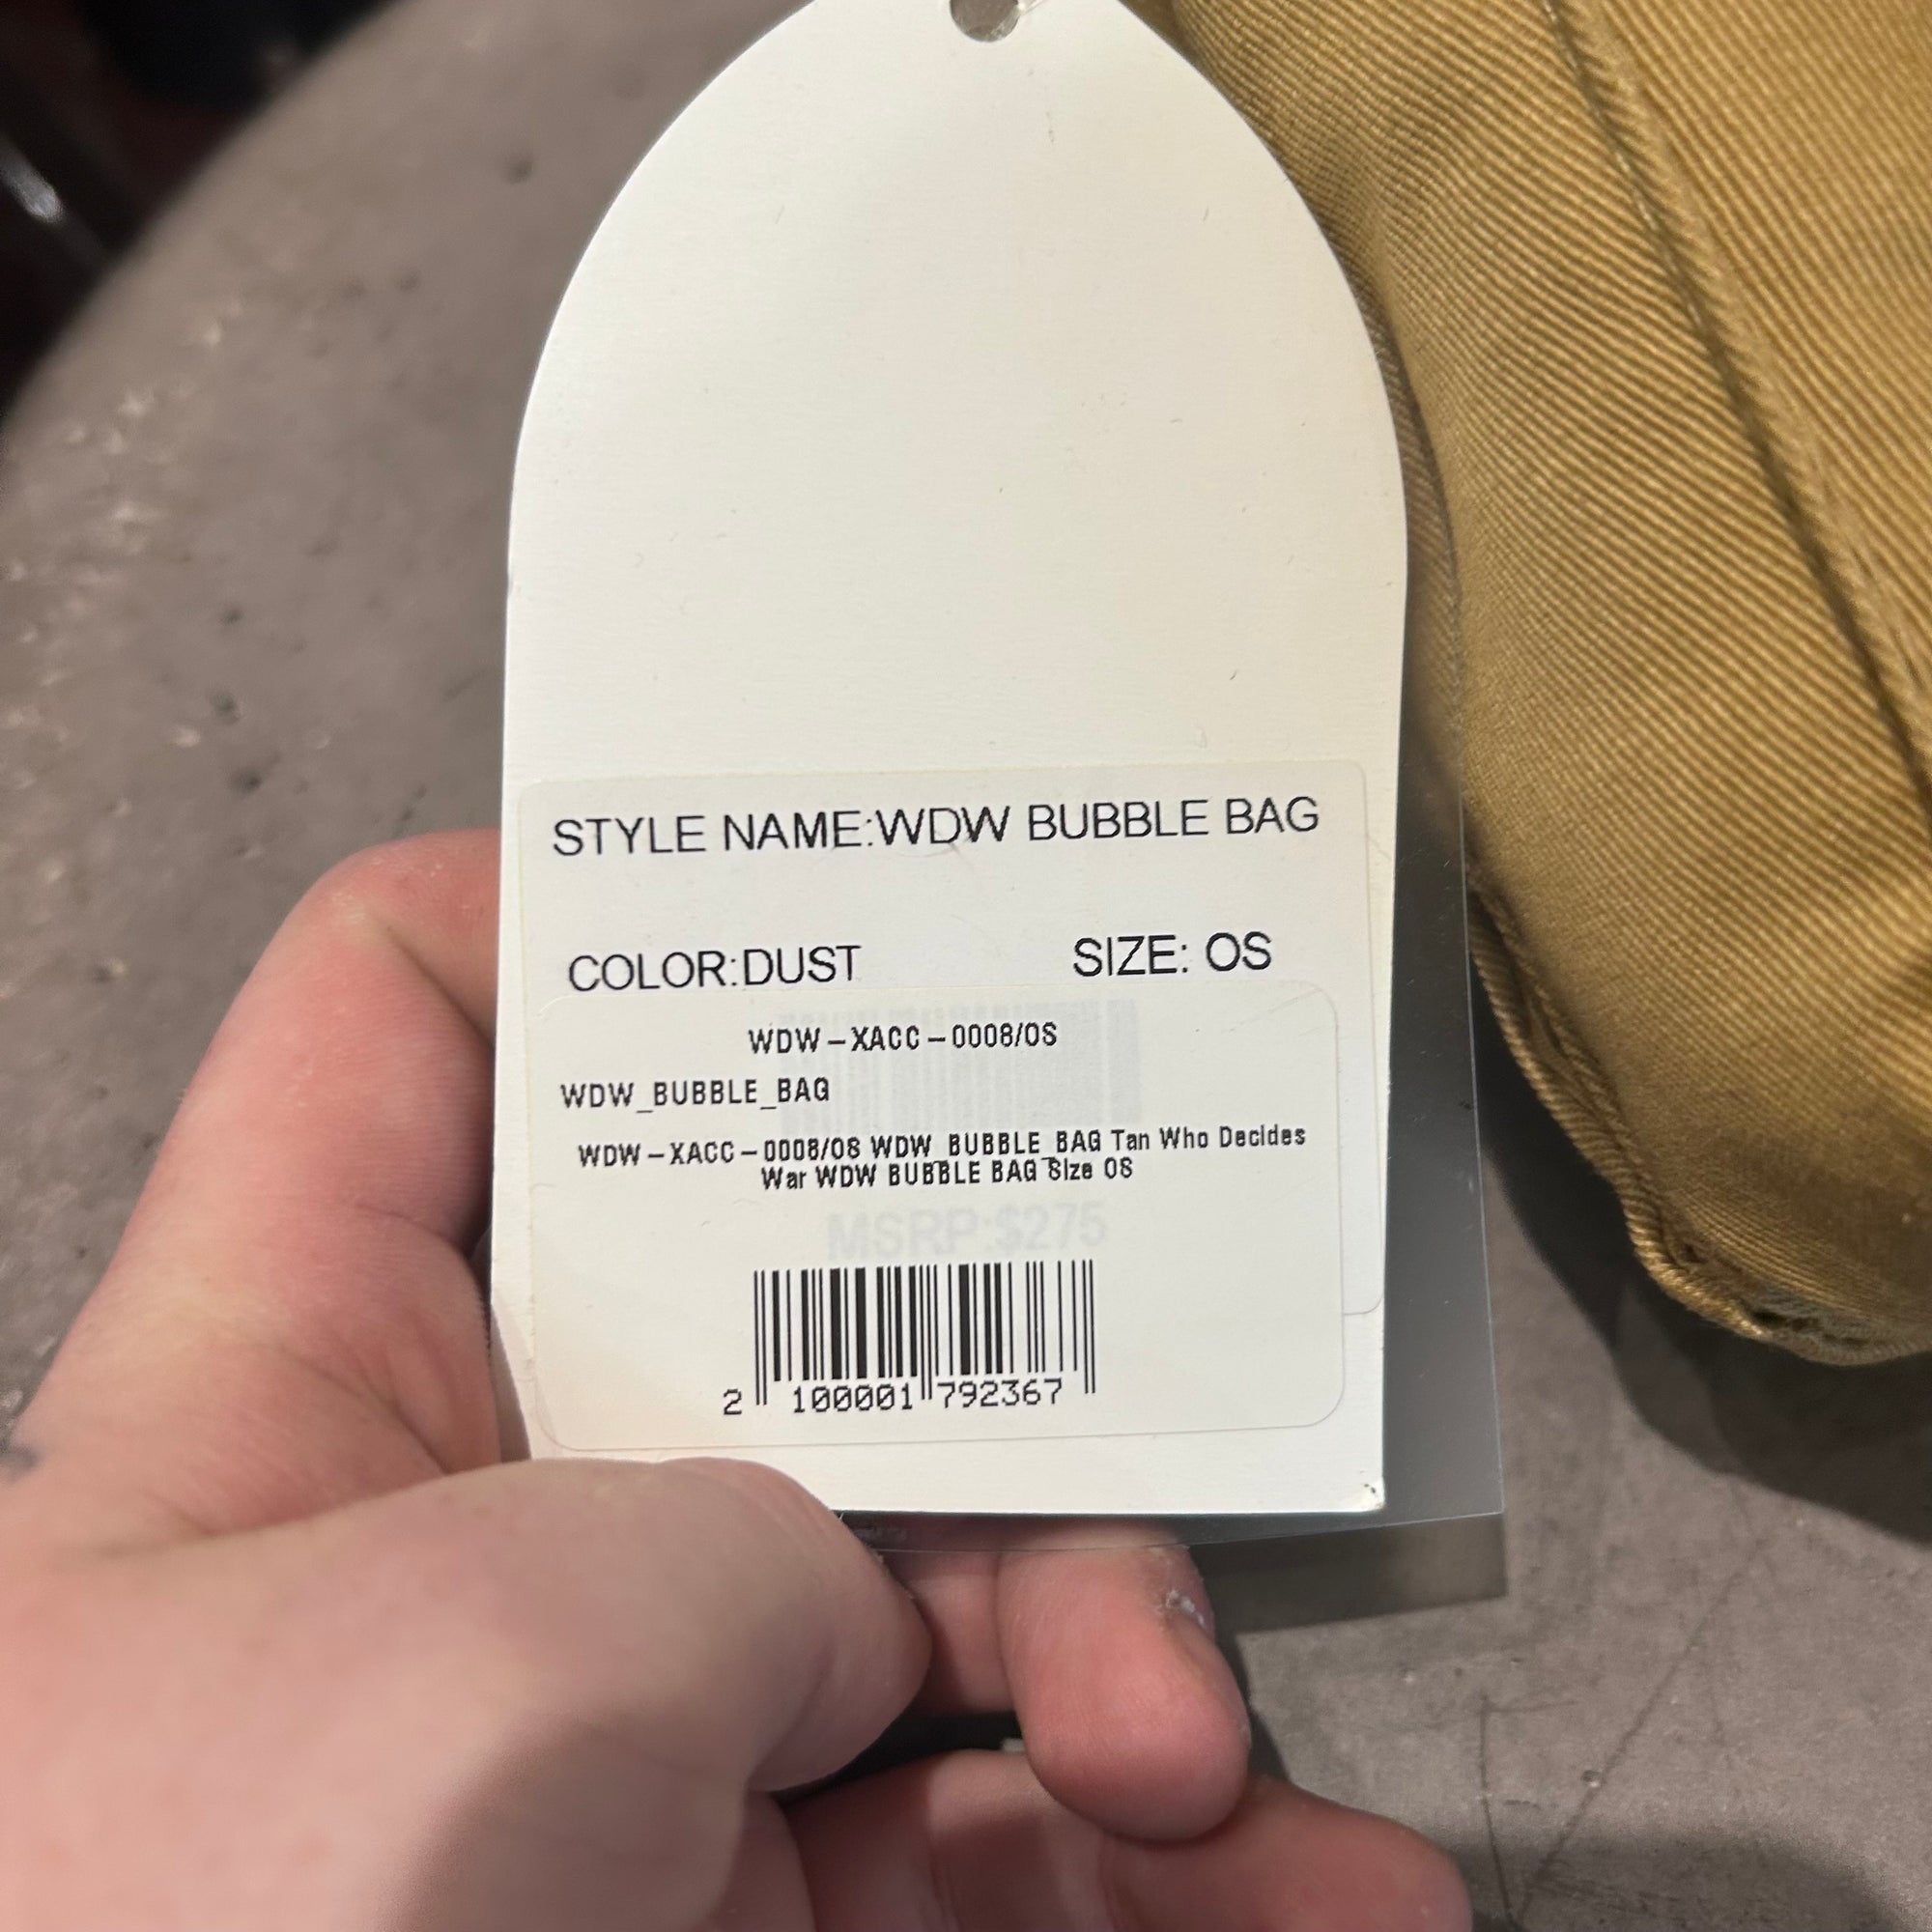 STYLE NAME:WDW BUBBLE BAG
COLOR:DUST SIZE: OS
WDW-XACC-0008/OS
WDW_BUBBLE_BAG
WDW-XACC-0008/OS WDW_BUBBLE_BAG Tan Who Decides
War WDW BUBBLE BAG Size OS
MSRP:$275
2 100001 792367